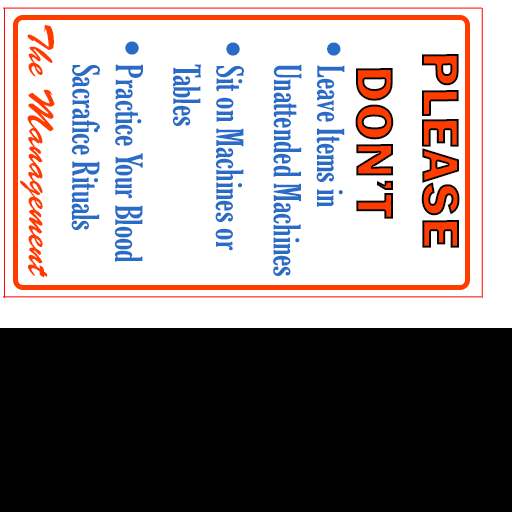 PLEASE
DON'T
• Leave Items in
Unattended Machines
• Sit on Machines or
Tables
• Practice Your Blood
Sacrafice Rituals
The Management